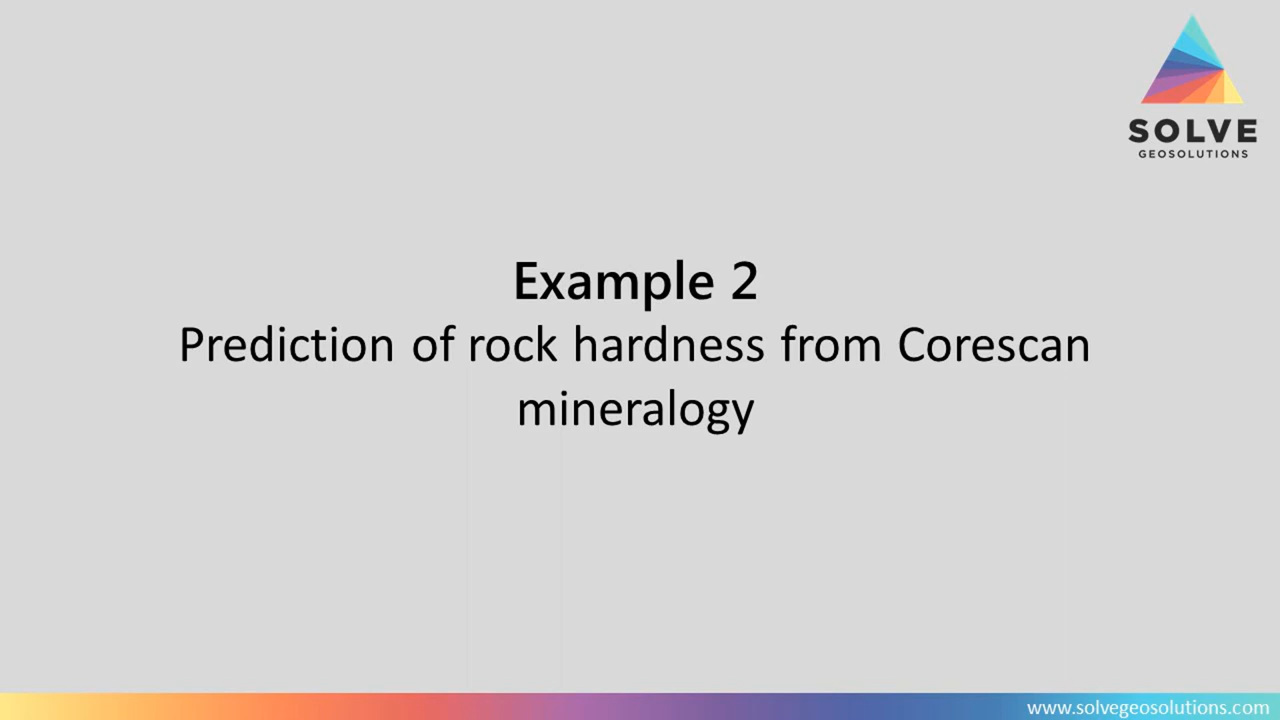 SOLVE
GEOSOLUTIONS
Example 2
Prediction of rock hardness from Corescan
mineralogy
www.solvegeosolutions.com